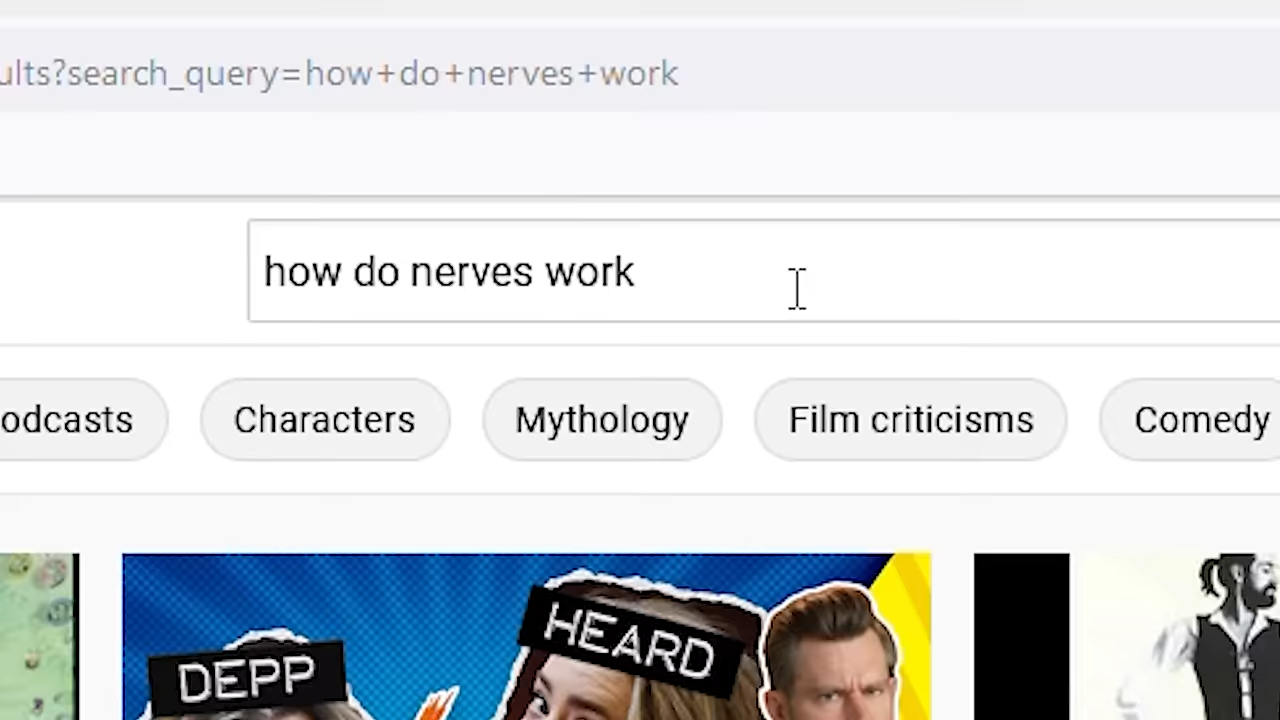 ults?search_query=how+do+nerves+work
how do nerves work
odcasts Characters Mythology Film criticisms Comedy
HEARD
DEPP